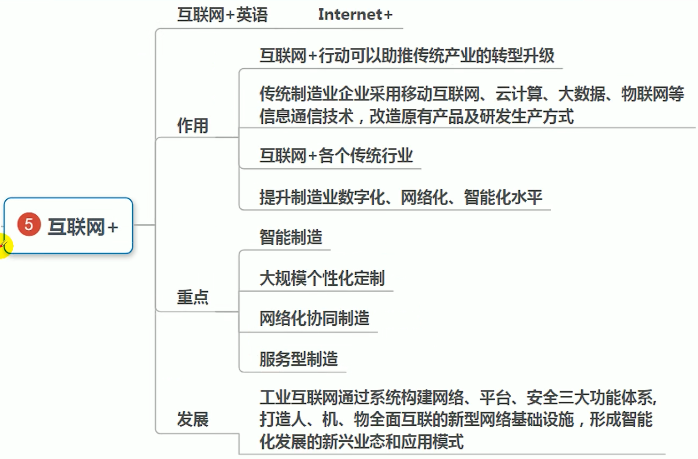 互联网+英语 Internet+
互联网+行动可以助推传统产业的转型升级
传统制造业企业采用移动互联网、云计算、大数据、物联网等
信息通信技术，改造原有产品及研发生产方式
作用
互联网+各个传统行业
提升制造业数字化、网络化、智能化水平
5 互联网+
智能制造
大规模个性化定制
重点
网络化协同制造
服务型制造
工业互联网通过系统构建网络、平台、安全三大功能体系,
打造人、机、物全面互联的新型网络基础设施，形成智能
化发展的新兴业态和应用模式
发展